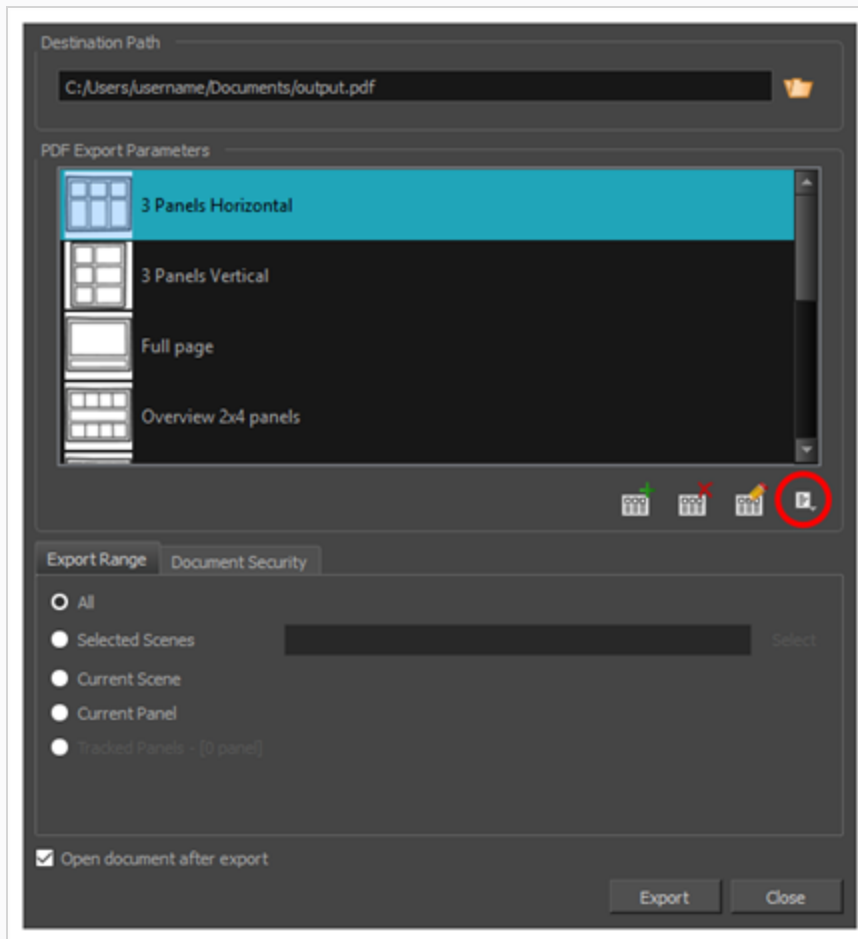 Destination Path
C:/Users/username/Documents/output.pdf
PDF Export Parameters
3 Panels Horizontal
3 Panels Vertical
Full page
Overview 2x4 panels
Export Range
Document Security
All
Selected Scenes
Select
Current Scene
Current Panel
Tracked Panels - (0 panel)
Open document after export
Export
Close